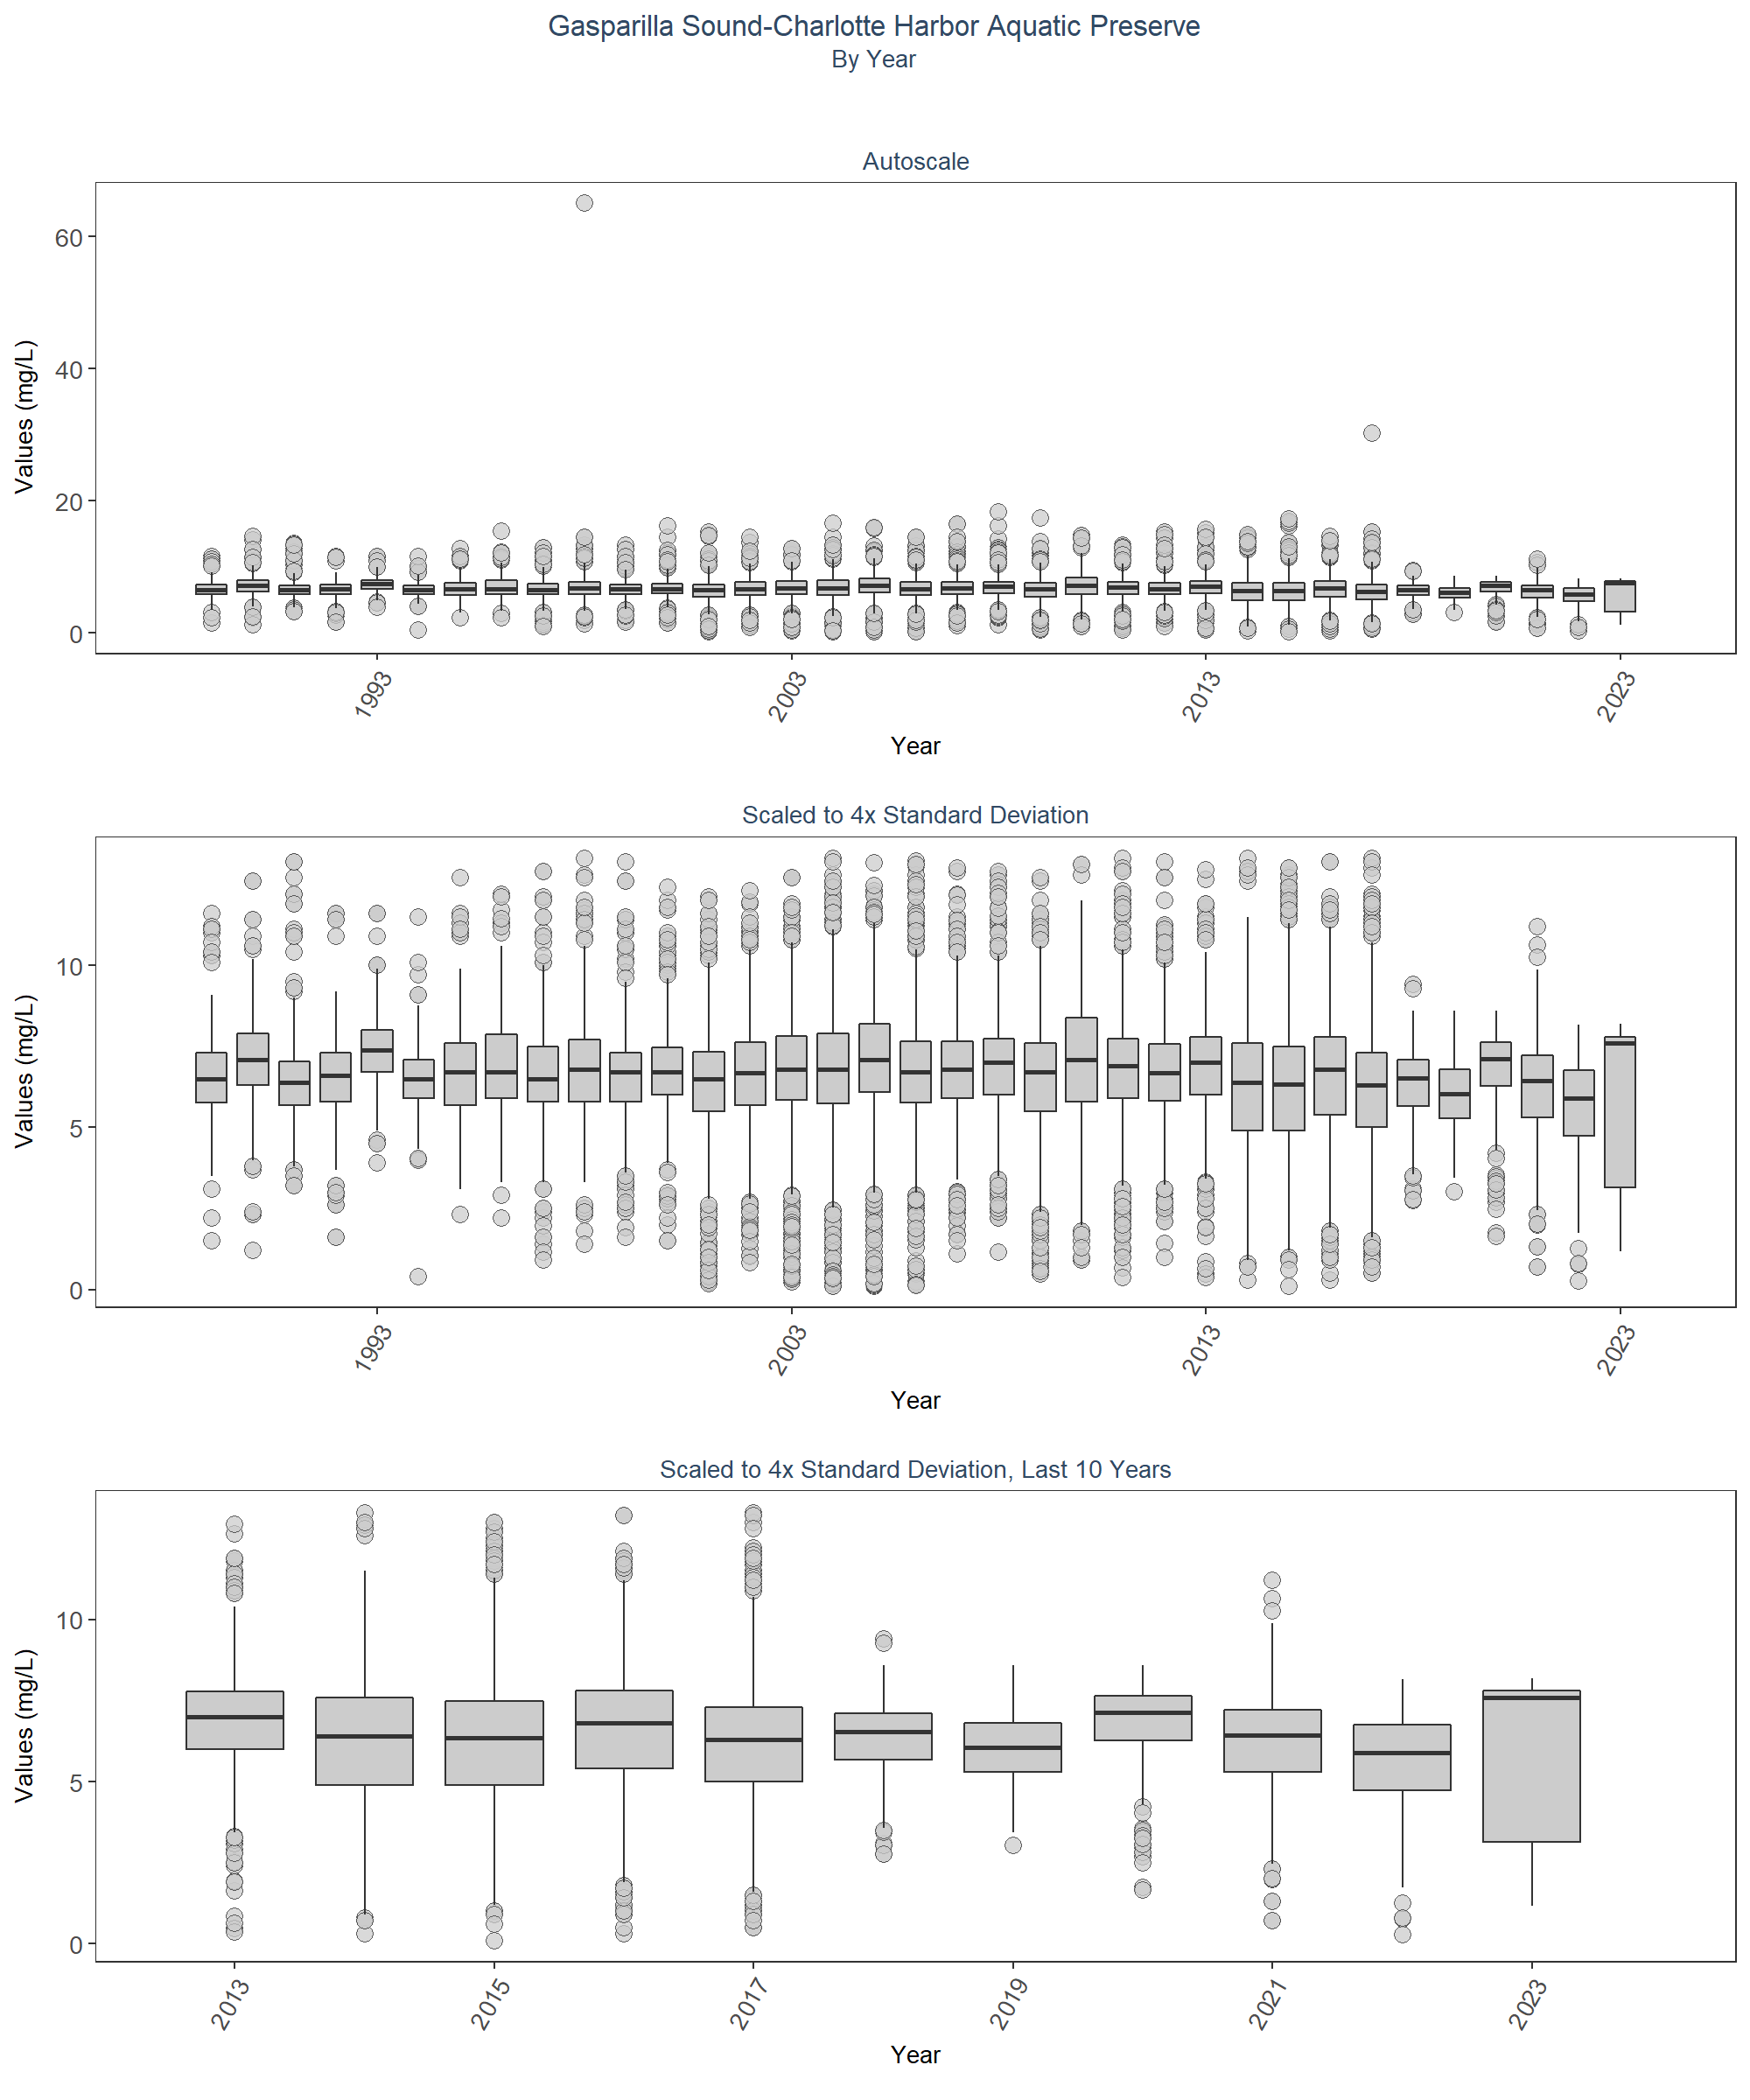 Gasparilla Sound-Charlotte Harbor Aquatic Preserve
By Year
Autoscale
Values (mg/L)
60
40
20
0
1993
2003
2013
2023
Year
Scaled to 4x Standard Deviation
Values (mg/L)
10
5
0
1993
2003
2013
2023
Year
Scaled to 4x Standard Deviation, Last 10 Years
Values (mg/L)
10
5
0
2013
2015
2017
2019
2021
2023
Year